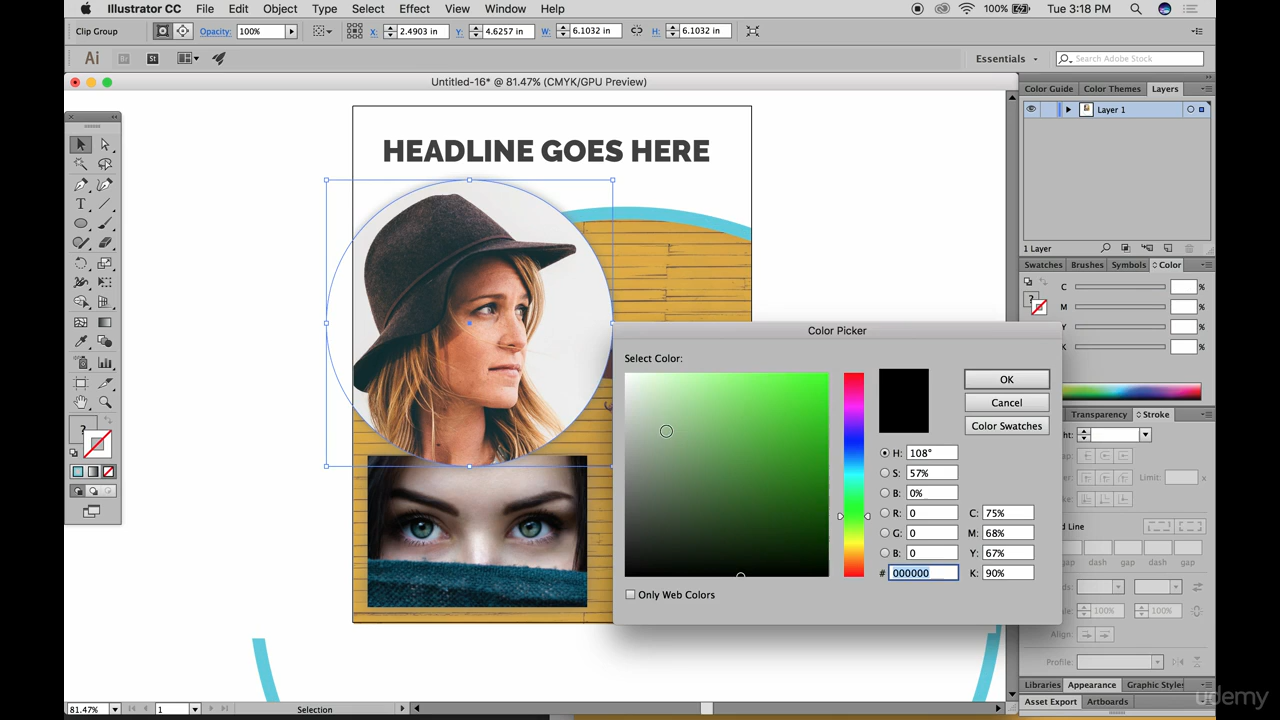 Illustrator CC File Edit Object Type Select Effect View Window Help 100% Tue 3:18 PM
Clip Group Opacity: 100% X: 2.4903 in Y: 4.6257 in W: 6.1032 in H: 6.1032 in
Ai Br St Essentials Search Adobe Stock
Untitled-16* @ 81.47% (CMYK/GPU Preview)
Color Guide Color Themes Layers
Layer 1
HEADLINE GOES HERE
1 Layer
Swatches Brushes Symbols Color
C %
M %
Y %
K %
Color Picker
Select Color:
OK
Cancel
Color Swatches
H: 108°
S: 57%
B: 0%
R: 0 C: 75%
G: 0 M: 68%
B: 0 Y: 67%
# 000000 K: 90%
Only Web Colors
Transparency Stroke
Limit: x
gap dash gap dash gap
100% 100%
Align:
Profile:
Libraries Appearance Graphic Styles
Asset Export Artboards
81.47% 1 Selection
udemy